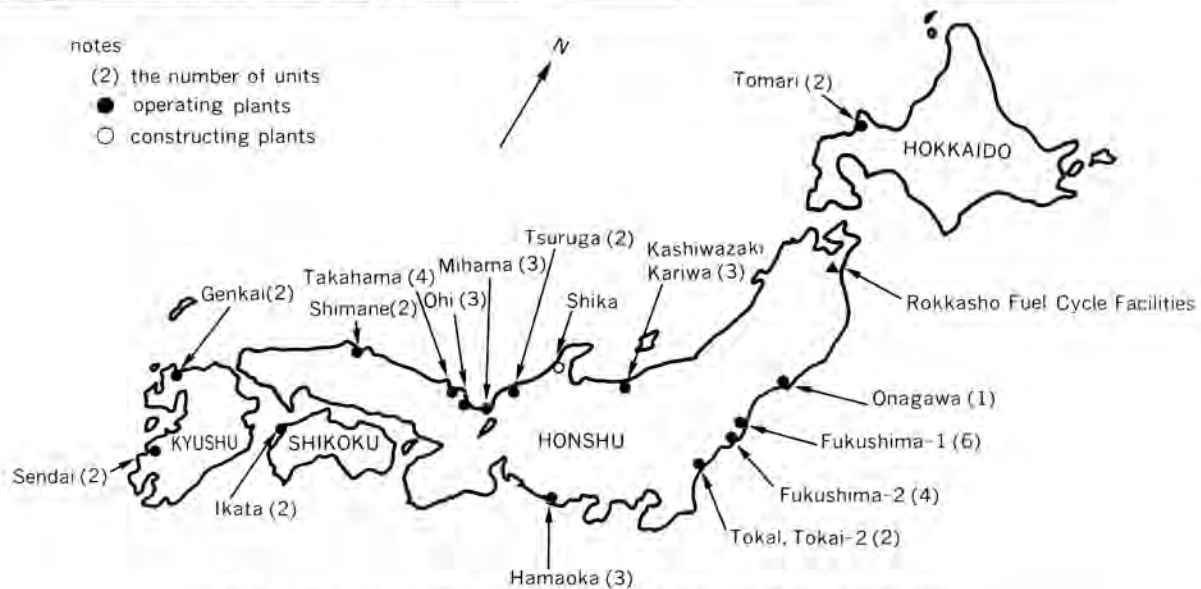 notes
(2) the number of units
operating plants
constructing plants
N
Tomari (2)
HOKKAIDO
Tsuruga (2)
Kashiwazaki
Kariwa (3)
Takahama (4)
Mihama (3)
Genkai(2)
Shimane(2)
Ohi (3)
Shika
Rokkasho Fuel Cycle Facilities
Onagawa (1)
KYUSHU
SHIKOKU
HONSHU
Fukushima-1 (6)
Sendai (2)
Ikata (2)
Fukushima-2 (4)
Tokal, Tokai-2 (2)
Hamaoka (3)